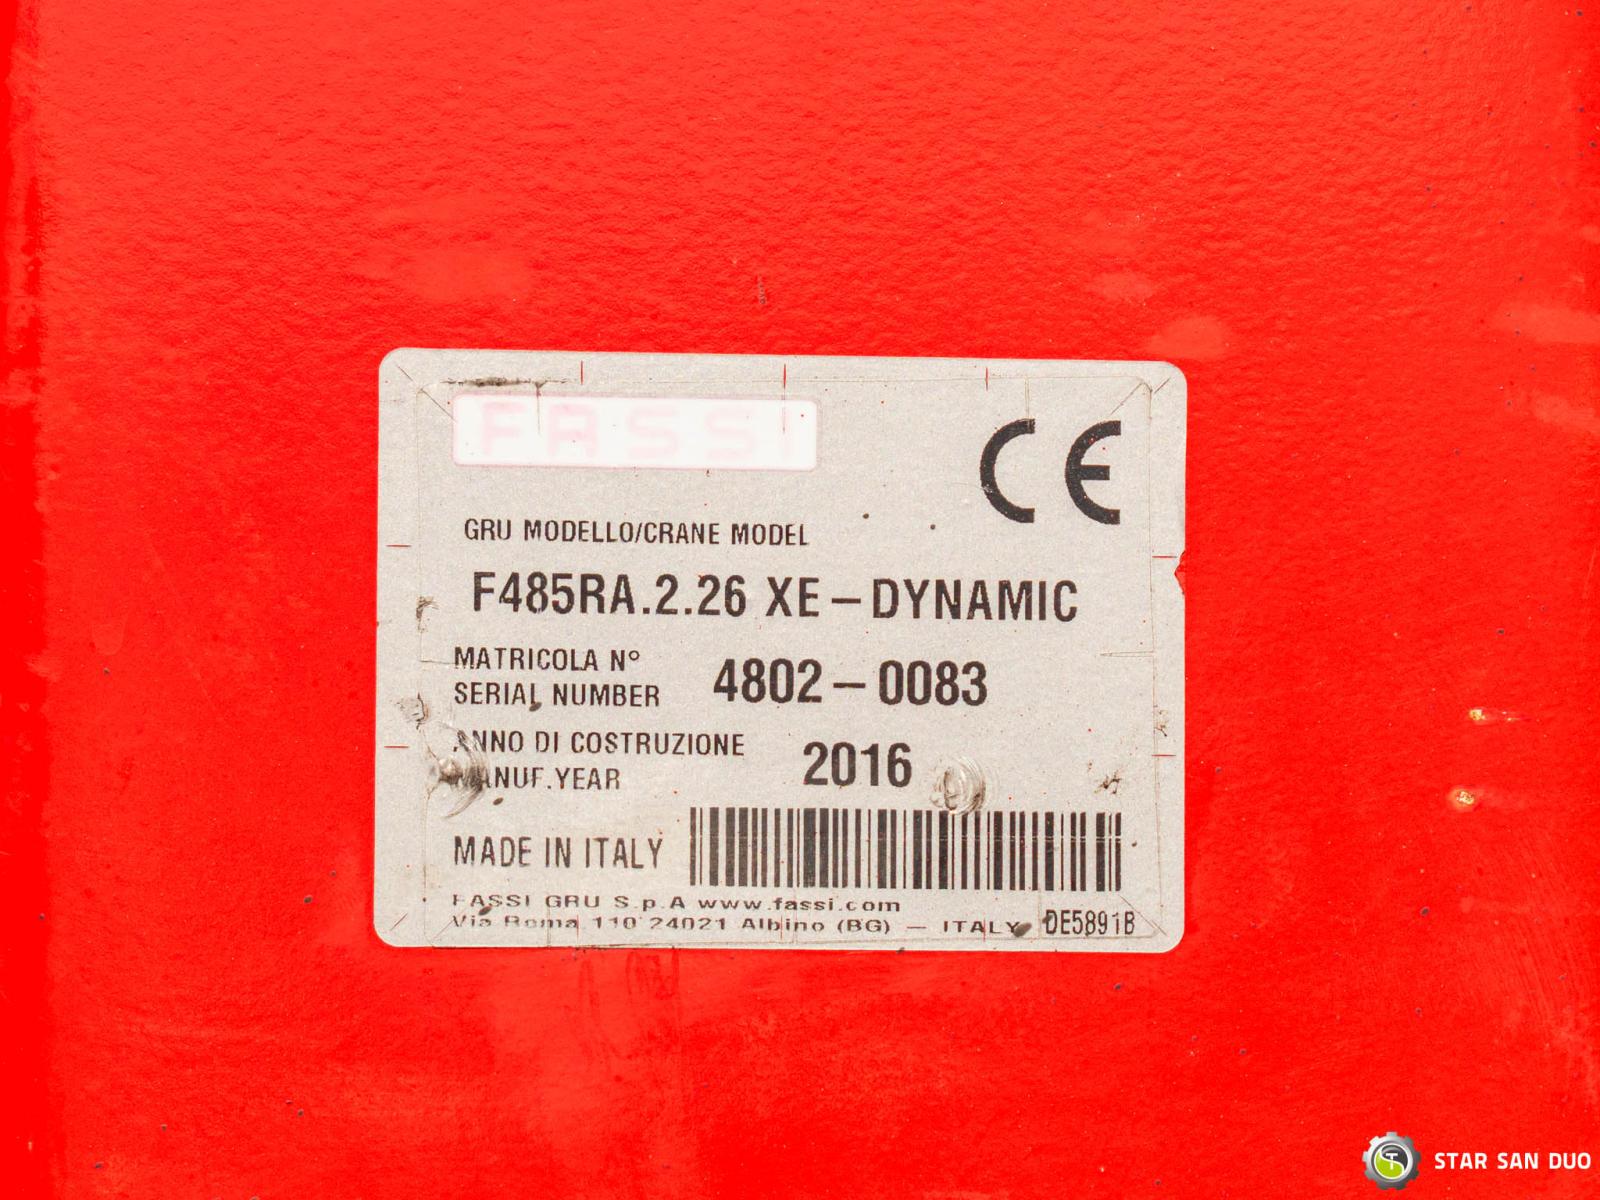 FASSI
CE
GRU MODELLO/CRANE MODEL
F485RA.2.26 XE – DYNAMIC
MATRICOLA N°
SERIAL NUMBER
4802 – 0083
ANNO DI COSTRUZIONE
MANUF.YEAR
2016
MADE IN ITALY
FASSI GRU S.p.A www.fassi.com
Via Roma 110 24021 Albino (BG) – ITALY
DE5891B
STAR SAN DUO